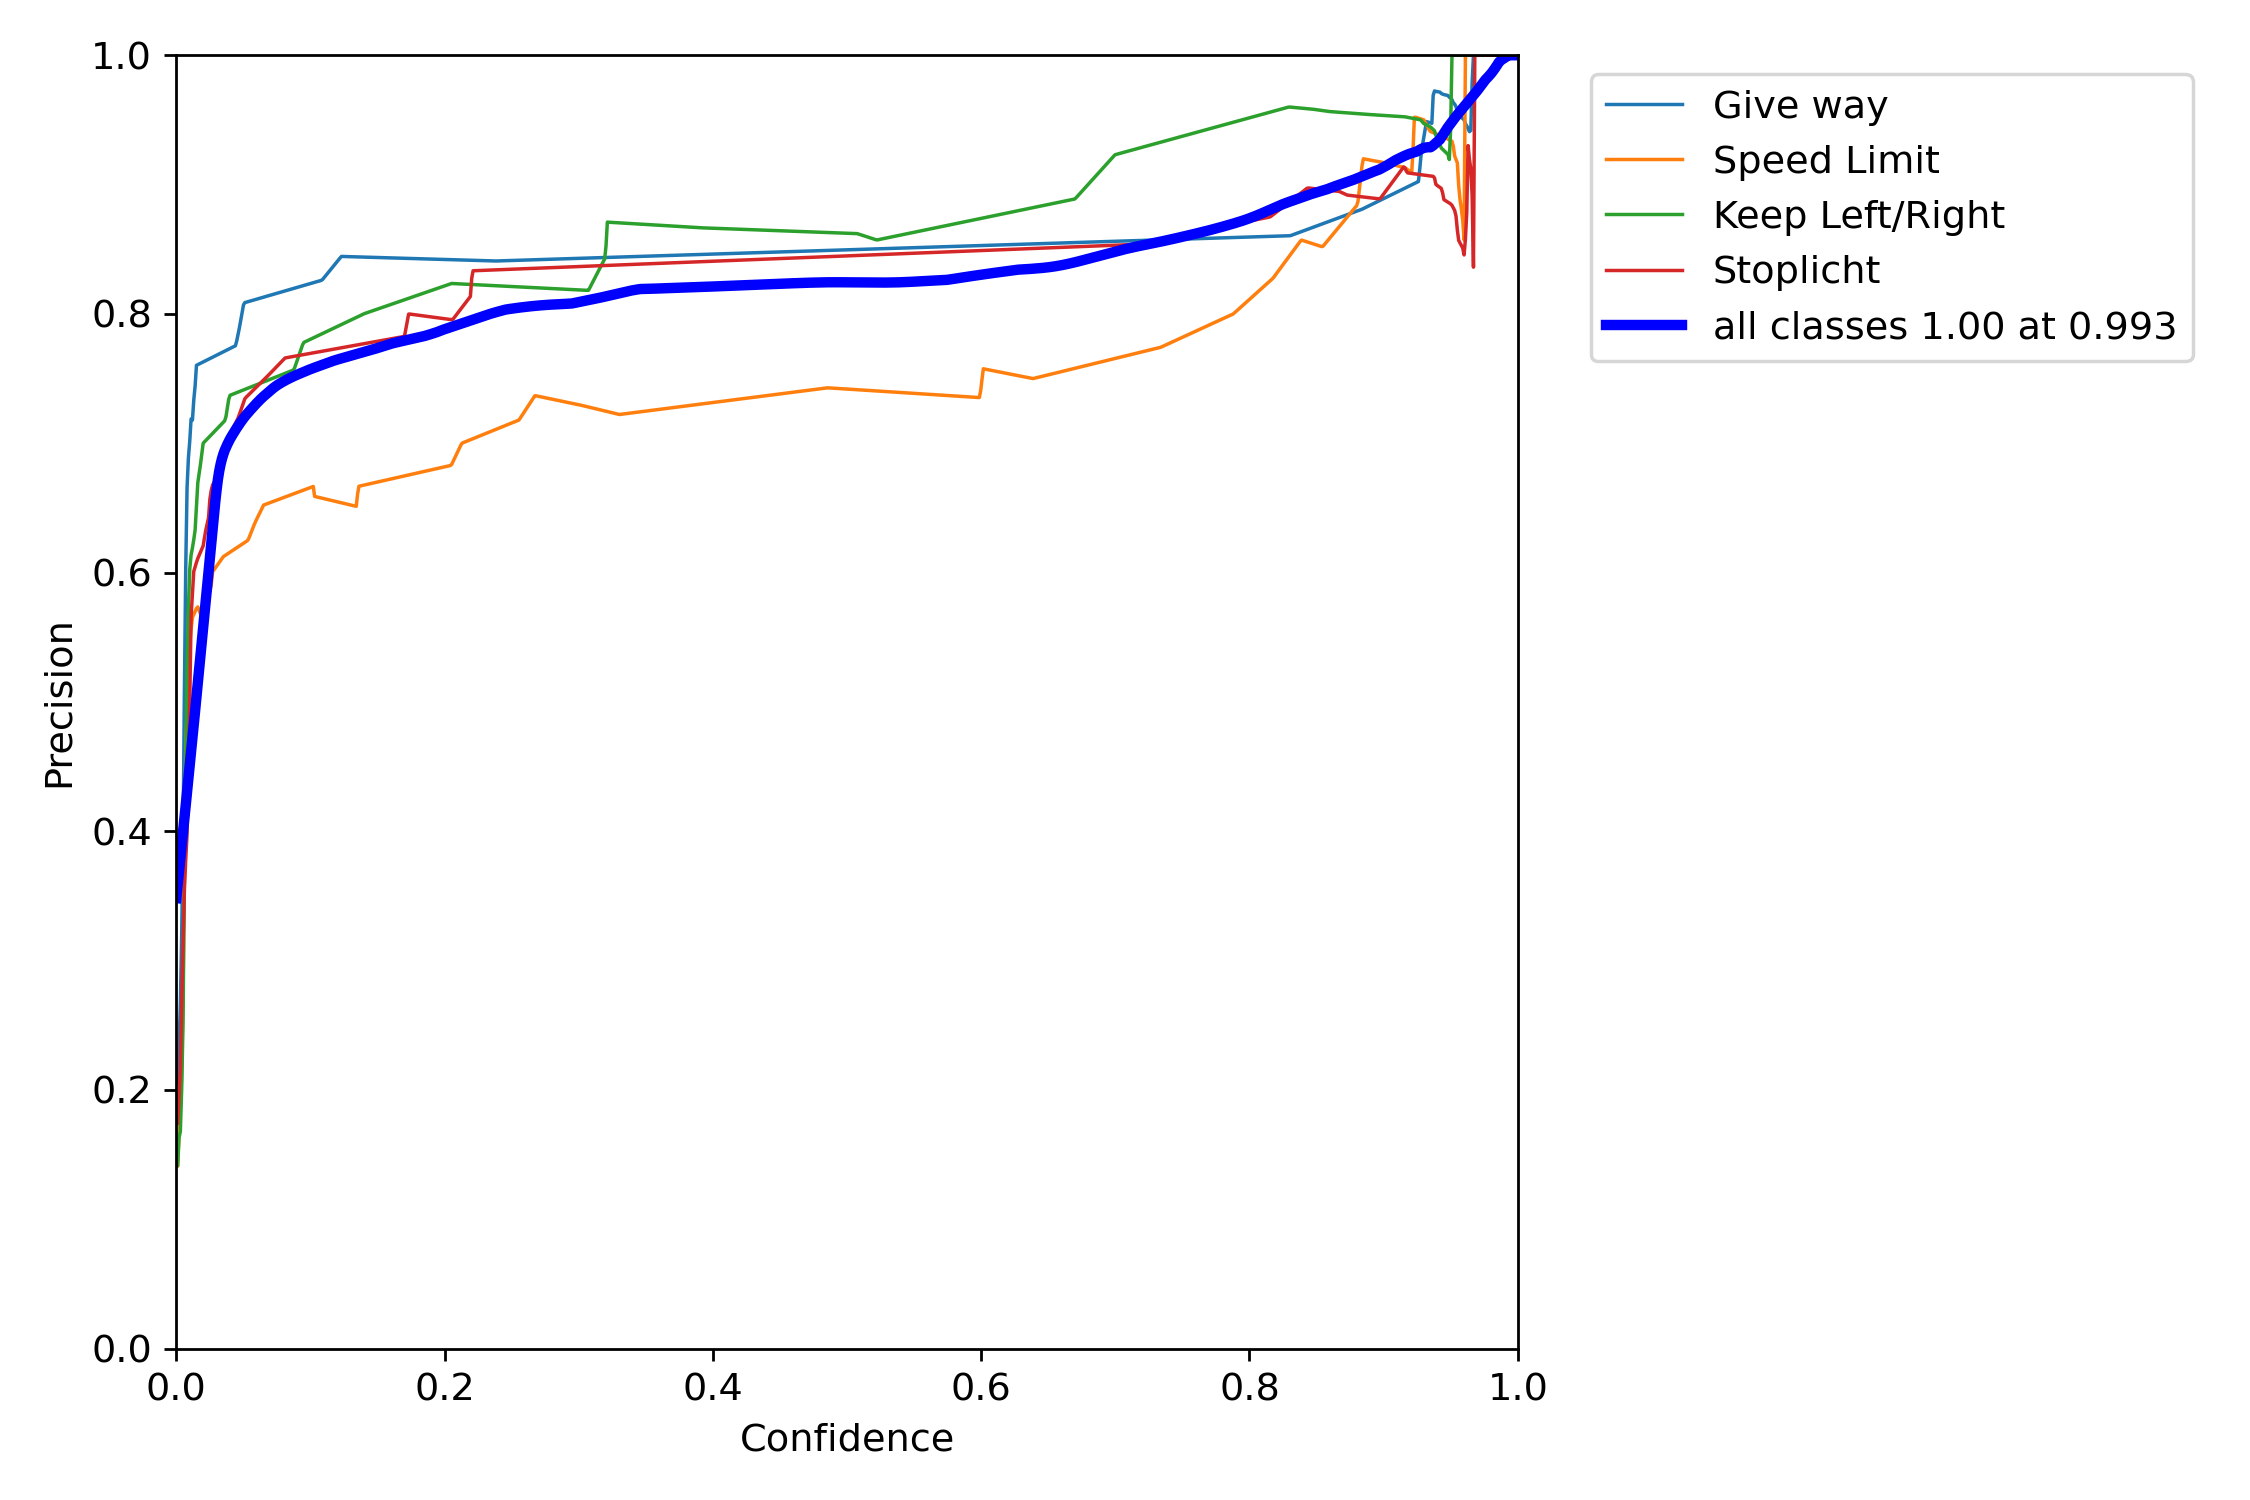 1.0
0.8
0.6
0.4
0.2
0.0
Precision
0.0 0.2 0.4 0.6 0.8 1.0
Confidence
Give way
Speed Limit
Keep Left/Right
Stoplicht
all classes 1.00 at 0.993